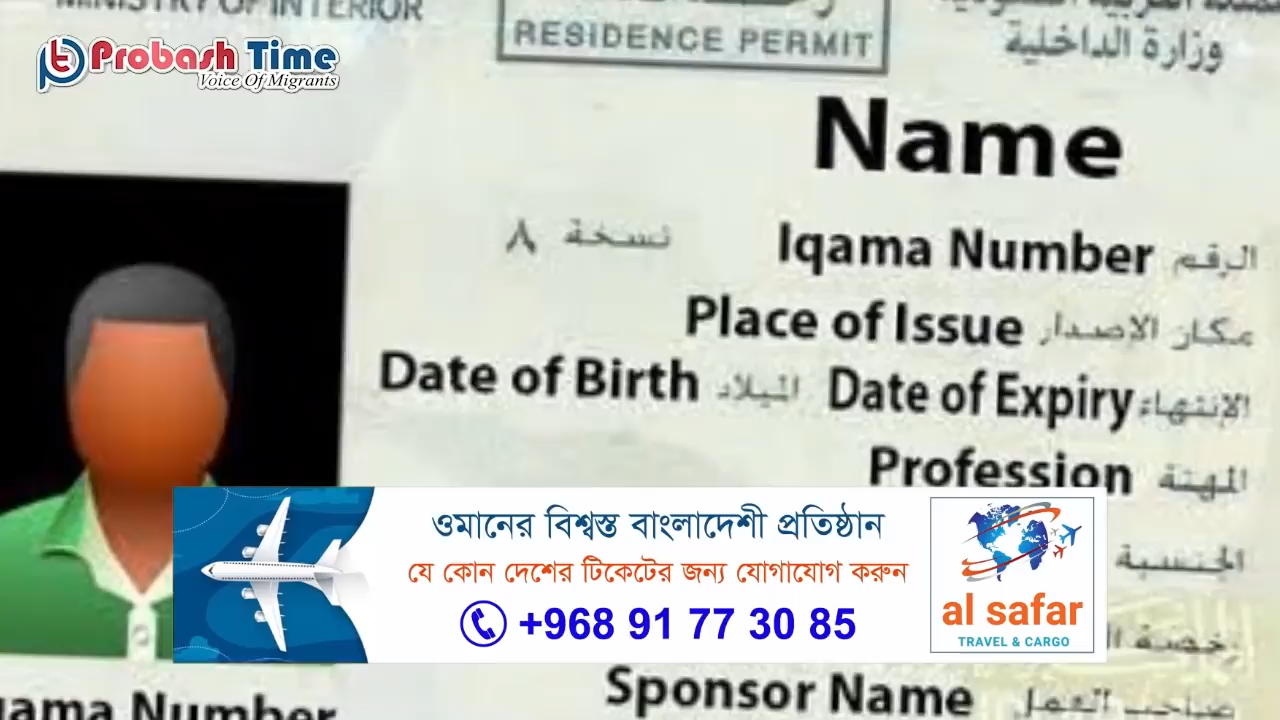 MINISTRY OF INTERIOR
وزارة الداخلية
RESIDENCE PERMIT
Probash Time
Voice Of Migrants
Name
نسخة ٨
Iqama Number الرقم
Place of Issue مكان الإصدار
Date of Birth الميلاد Date of Expiry الإنتهاء
Profession المهنة
الجنسية
ওমানের বিশ্বস্ত বাংলাদেশী প্রতিষ্ঠান
যে কোন দেশের টিকেটের জন্য যোগাযোগ করুন
+968 91 77 30 85
al safar
TRAVEL & CARGO
Sponsor Name صاحب العمل
Iqama Number